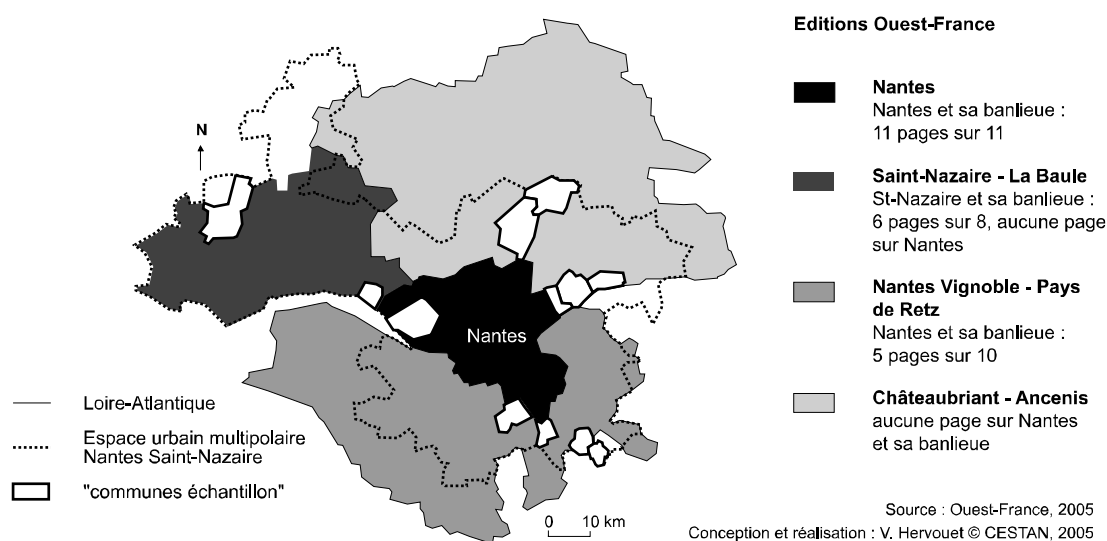 Editions Ouest-France
Nantes
Nantes et sa banlieue :
11 pages sur 11
Saint-Nazaire - La Baule
St-Nazaire et sa banlieue :
6 pages sur 8, aucune page
sur Nantes
Nantes Vignoble - Pays
de Retz
Nantes et sa banlieue :
5 pages sur 10
Châteaubriant - Ancenis
aucune page sur Nantes
et sa banlieue
N
Nantes
Loire-Atlantique
Espace urbain multipolaire
Nantes Saint-Nazaire
"communes échantillon"
0 10 km
Source : Ouest-France, 2005
Conception et réalisation : V. Hervouet © CESTAN, 2005